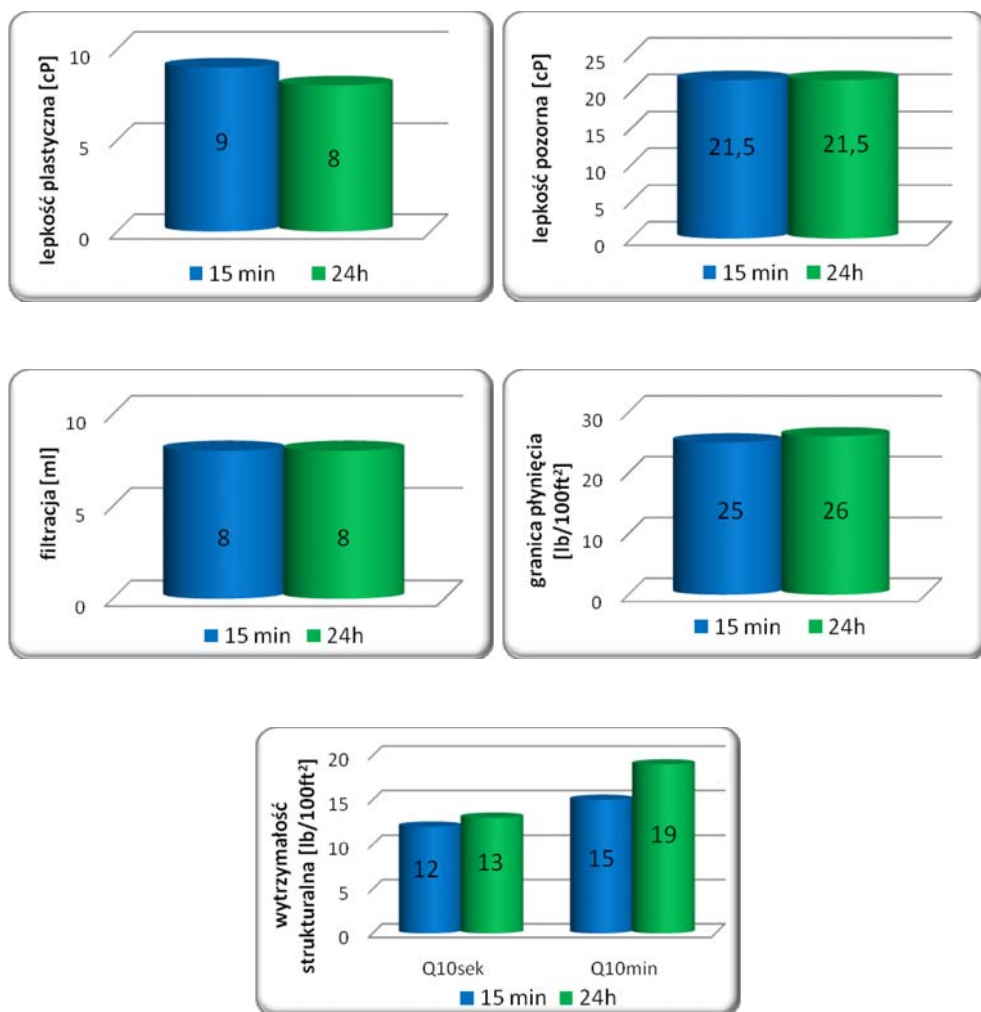 lepkość plastyczna [cP]
10
5
0
9
8
15 min 24h
lepkość pozorna [cP]
25
20
15
10
5
0
21,5
21,5
15 min 24h
filtracja [ml]
10
5
0
8
8
15 min 24h
granica płynięcia
[lb/100ft²]
30
20
10
0
25
26
15 min 24h
wytrzymałość
strukturalna [lb/100ft²]
20
15
10
5
0
12
13
15
19
Q10sek Q10min
15 min 24h